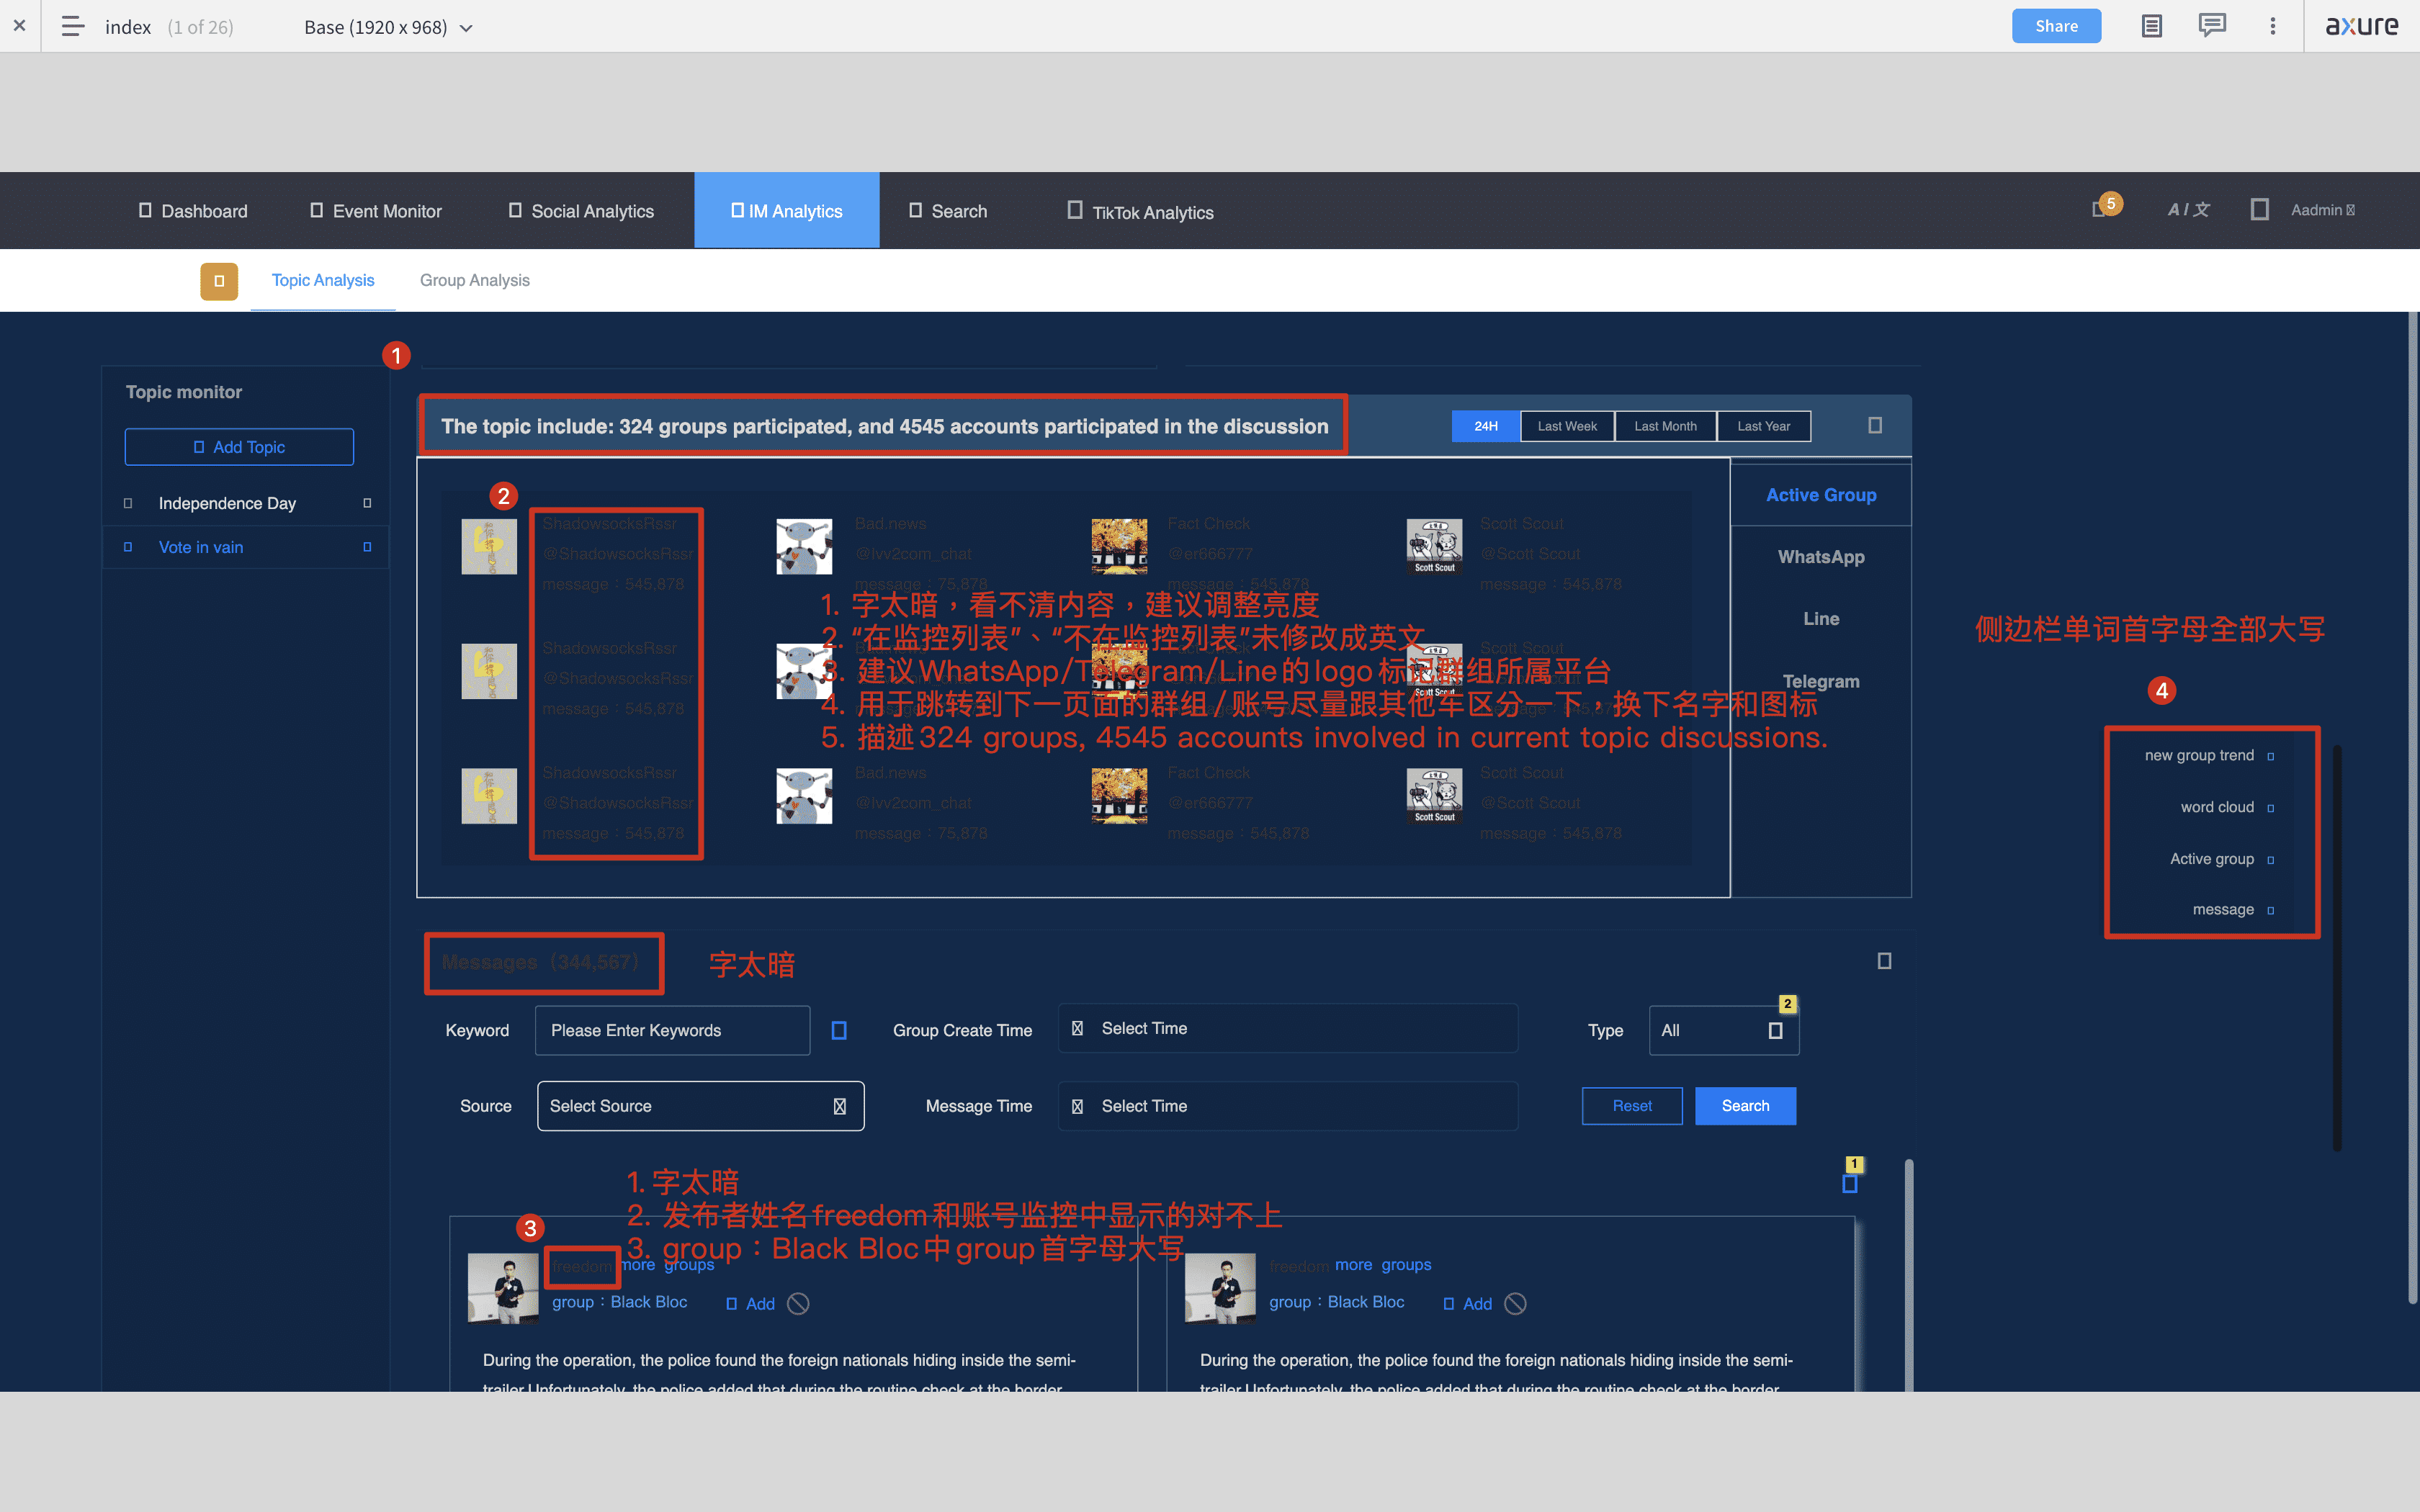 index (1 of 26) Base (1920 x 968) Share axure
Dashboard Event Monitor Social Analytics IM Analytics Search TikTok Analytics 5 A / 文 Aadmin
Topic Analysis Group Analysis
1
Topic monitor
Add Topic
Independence Day
Vote in vain
The topic include: 324 groups participated, and 4545 accounts participated in the discussion
24H Last Week Last Month Last Year
2
ShadowsocksRssr Bad.news Fact Check Scott Scout
@ShadowsocksRssr @lvv2com_chat @er666777 @Scott Scout
message：545,878 message：75,878 message：545,878 message：545,878
Scott Scout
Active Group
WhatsApp
Line
Telegram
1. 字太暗，看不清内容，建议调整亮度
2. “在监控列表”、“不在监控列表”未修改成英文
3. 建议WhatsApp/Telegram/Line的logo标记群组所属平台
4. 用于跳转到下一页面的群组/账号尽量跟其他车区分一下，换下名字和图标
5. 描述324 groups, 4545 accounts involved in current topic discussions.
ShadowsocksRssr Scott Scout
@ShadowsocksRssr
message：545,878
Scott Scout
ShadowsocksRssr Bad.news Fact Check Scott Scout
@ShadowsocksRssr @lvv2com_chat @er666777 @Scott Scout
message：545,878 message：75,878 message：545,878 message：545,878
Scott Scout
侧边栏单词首字母全部大写
4
new group trend
word cloud
Active group
message
Messages（344,567） 字太暗
2
Keyword Please Enter Keywords Group Create Time Select Time Type All
Source Select Source Message Time Select Time Reset Search
1
1. 字太暗
2. 发布者姓名freedom和账号监控中显示的对不上
3. group：Black Bloc中group首字母大写
3
freedom more groups
group：Black Bloc Add
During the operation, the police found the foreign nationals hiding inside the semi-
trailer.Unfortunately, the police added that during the routine check at the border
freedom more groups
group：Black Bloc Add
During the operation, the police found the foreign nationals hiding inside the semi-
trailer.Unfortunately, the police added that during the routine check at the border